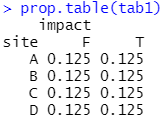 > prop.table(tab1)
    impact
site     F     T
   A 0.125 0.125
   B 0.125 0.125
   C 0.125 0.125
   D 0.125 0.125